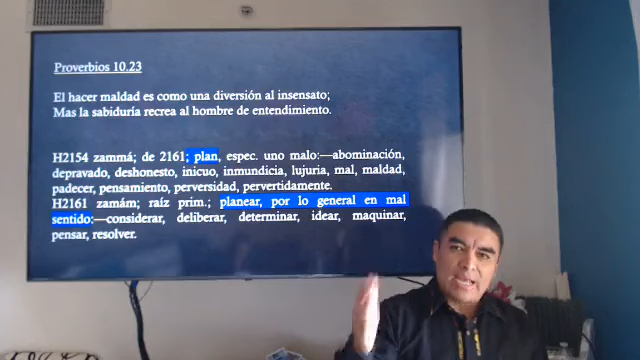 Proverbios 10.23
El hacer maldad es como una diversión al insensato;
Mas la sabiduría recrea al hombre de entendimiento.
H2154 zammá; de 2161; plan, espec. uno malo:—abominación,
depravado, deshonesto, inicuo, inmundicia, lujuria, mal, maldad,
padecer, pensamiento, perversidad, pervertidamente.
H2161 zamám; raíz prim.; planear, por lo general en mal
sentido:—considerar, deliberar, determinar, idear, maquinar,
pensar, resolver.